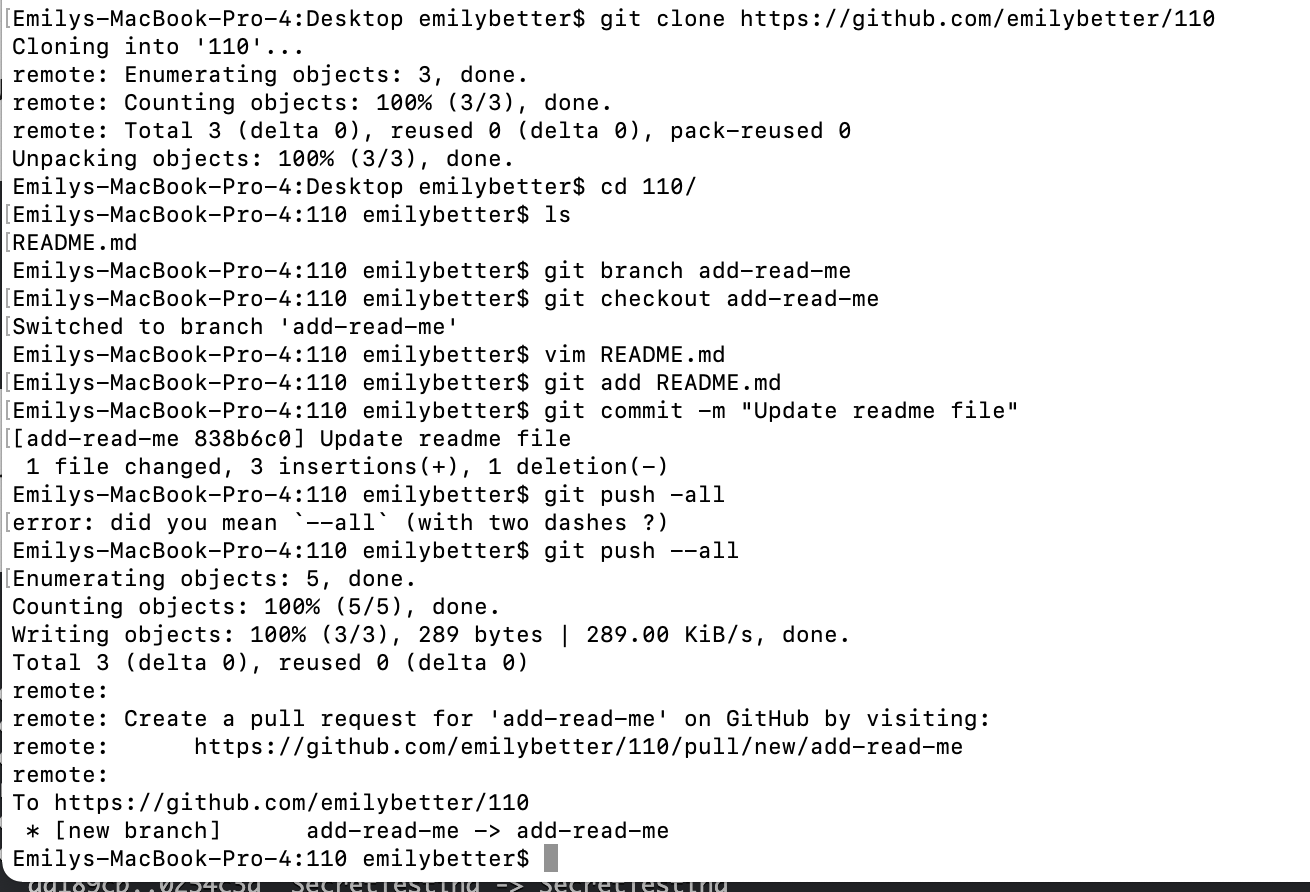 [Emilys-MacBook-Pro-4:Desktop emilybetter$ git clone https://github.com/emilybetter/110
Cloning into '110'...
remote: Enumerating objects: 3, done.
remote: Counting objects: 100% (3/3), done.
remote: Total 3 (delta 0), reused 0 (delta 0), pack-reused 0
Unpacking objects: 100% (3/3), done.
Emilys-MacBook-Pro-4:Desktop emilybetter$ cd 110/
[Emilys-MacBook-Pro-4:110 emilybetter$ ls
[README.md
Emilys-MacBook-Pro-4:110 emilybetter$ git branch add-read-me
[Emilys-MacBook-Pro-4:110 emilybetter$ git checkout add-read-me
[Switched to branch 'add-read-me'
Emilys-MacBook-Pro-4:110 emilybetter$ vim README.md
[Emilys-MacBook-Pro-4:110 emilybetter$ git add README.md
[Emilys-MacBook-Pro-4:110 emilybetter$ git commit -m "Update readme file"
[[add-read-me 838b6c0] Update readme file
 1 file changed, 3 insertions(+), 1 deletion(-)
Emilys-MacBook-Pro-4:110 emilybetter$ git push -all
[error: did you mean `--all` (with two dashes ?)
Emilys-MacBook-Pro-4:110 emilybetter$ git push --all
[Enumerating objects: 5, done.
Counting objects: 100% (5/5), done.
Writing objects: 100% (3/3), 289 bytes | 289.00 KiB/s, done.
Total 3 (delta 0), reused 0 (delta 0)
remote:
remote: Create a pull request for 'add-read-me' on GitHub by visiting:
remote:      https://github.com/emilybetter/110/pull/new/add-read-me
remote:
To https://github.com/emilybetter/110
 * [new branch]      add-read-me -> add-read-me
Emilys-MacBook-Pro-4:110 emilybetter$
SecretTesting -> SecretTesting